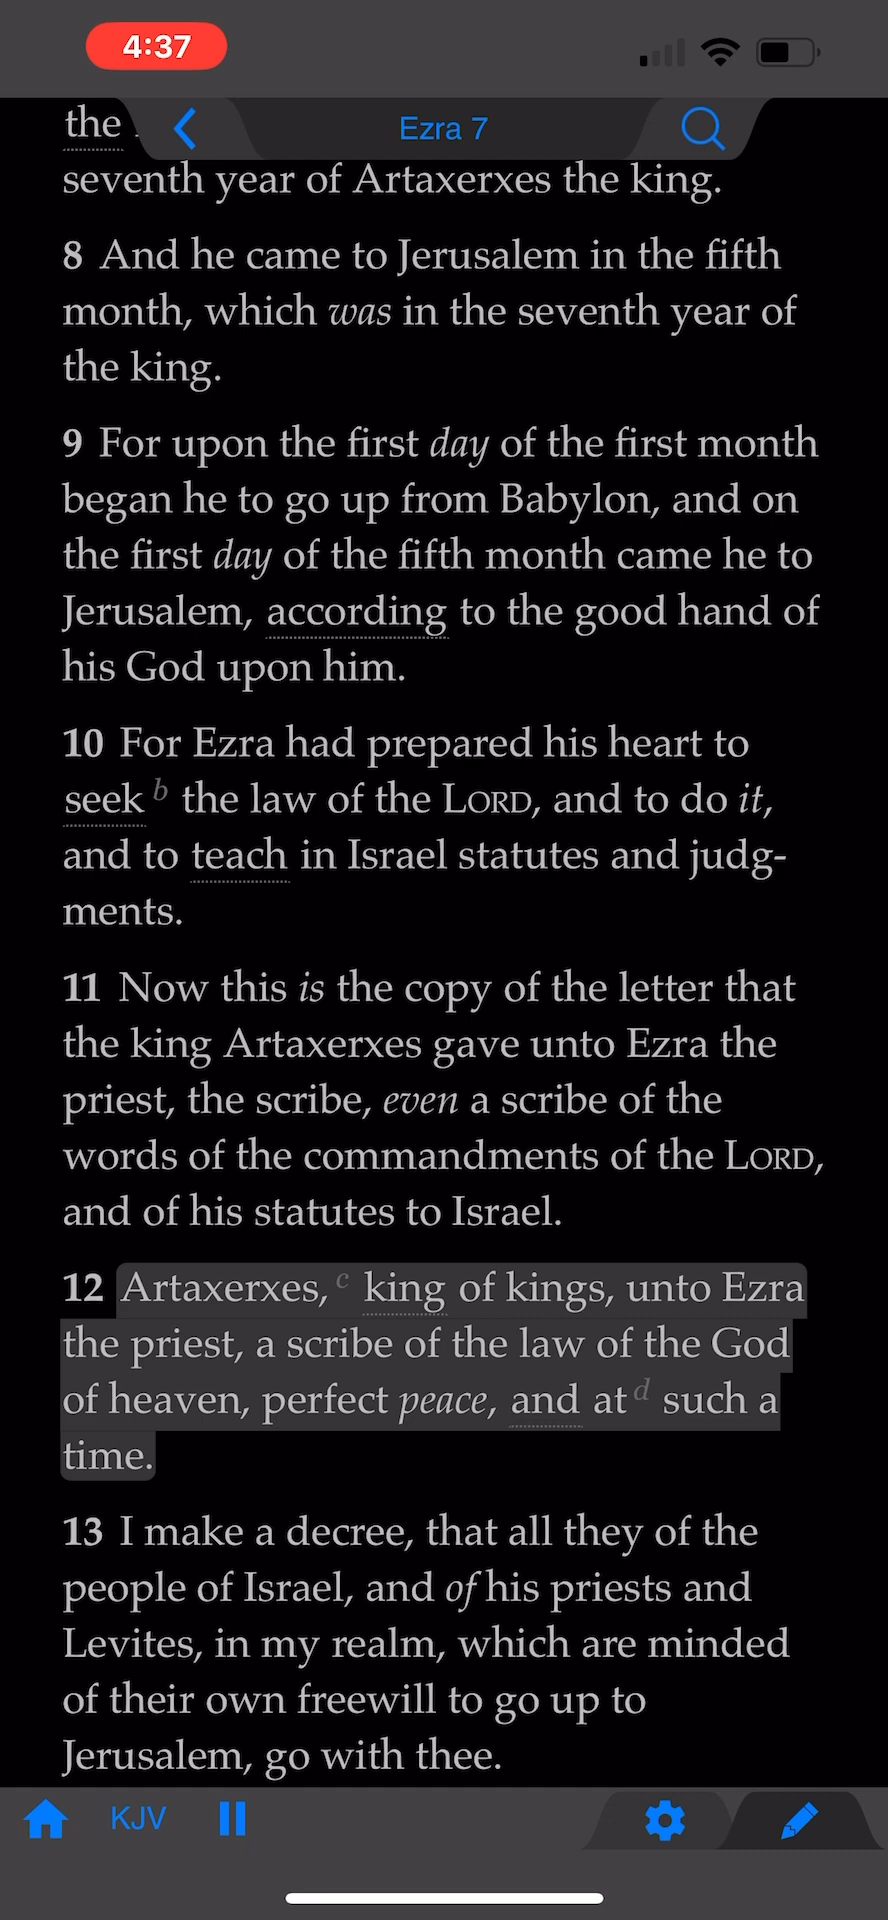 4:37
the
Ezra 7
seventh year of Artaxerxes the king.
8 And he came to Jerusalem in the fifth
month, which was in the seventh year of
the king.
9 For upon the first day of the first month
began he to go up from Babylon, and on
the first day of the fifth month came he to
Jerusalem, according to the good hand of
his God upon him.
10 For Ezra had prepared his heart to
seek b the law of the LORD, and to do it,
and to teach in Israel statutes and judg-
ments.
11 Now this is the copy of the letter that
the king Artaxerxes gave unto Ezra the
priest, the scribe, even a scribe of the
words of the commandments of the LORD,
and of his statutes to Israel.
12 Artaxerxes, c king of kings, unto Ezra
the priest, a scribe of the law of the God
of heaven, perfect peace, and at d such a
time.
13 I make a decree, that all they of the
people of Israel, and of his priests and
Levites, in my realm, which are minded
of their own freewill to go up to
Jerusalem, go with thee.
KJV